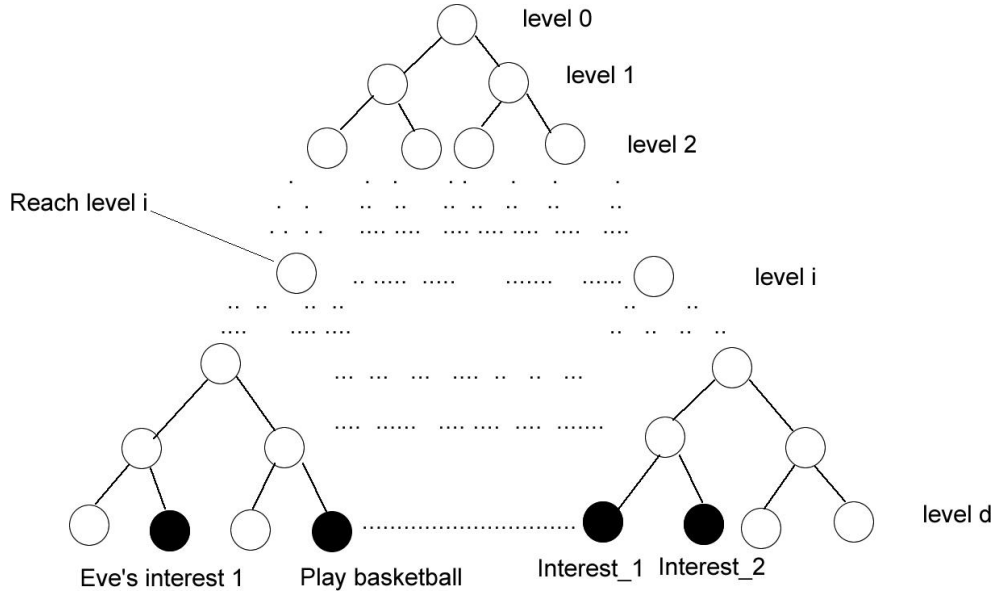 level 0
level 1
level 2
Reach level i
level i
level d
Eve's interest 1
Play basketball
Interest_1
Interest_2